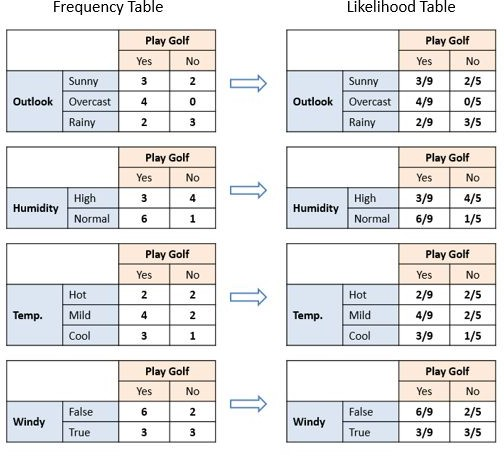 Frequency Table Likelihood Table
Play Golf Play Golf
Yes No Yes No
Outlook Sunny 3 2 Outlook Sunny 3/9 2/5
Overcast 4 0 Overcast 4/9 0/5
Rainy 2 3 Rainy 2/9 3/5
Play Golf Play Golf
Yes No Yes No
Humidity High 3 4 Humidity High 3/9 4/5
Normal 6 1 Normal 6/9 1/5
Play Golf Play Golf
Yes No Yes No
Temp. Hot 2 2 Temp. Hot 2/9 2/5
Mild 4 2 Mild 4/9 2/5
Cool 3 1 Cool 3/9 1/5
Play Golf Play Golf
Yes No Yes No
Windy False 6 2 Windy False 6/9 2/5
True 3 3 True 3/9 3/5